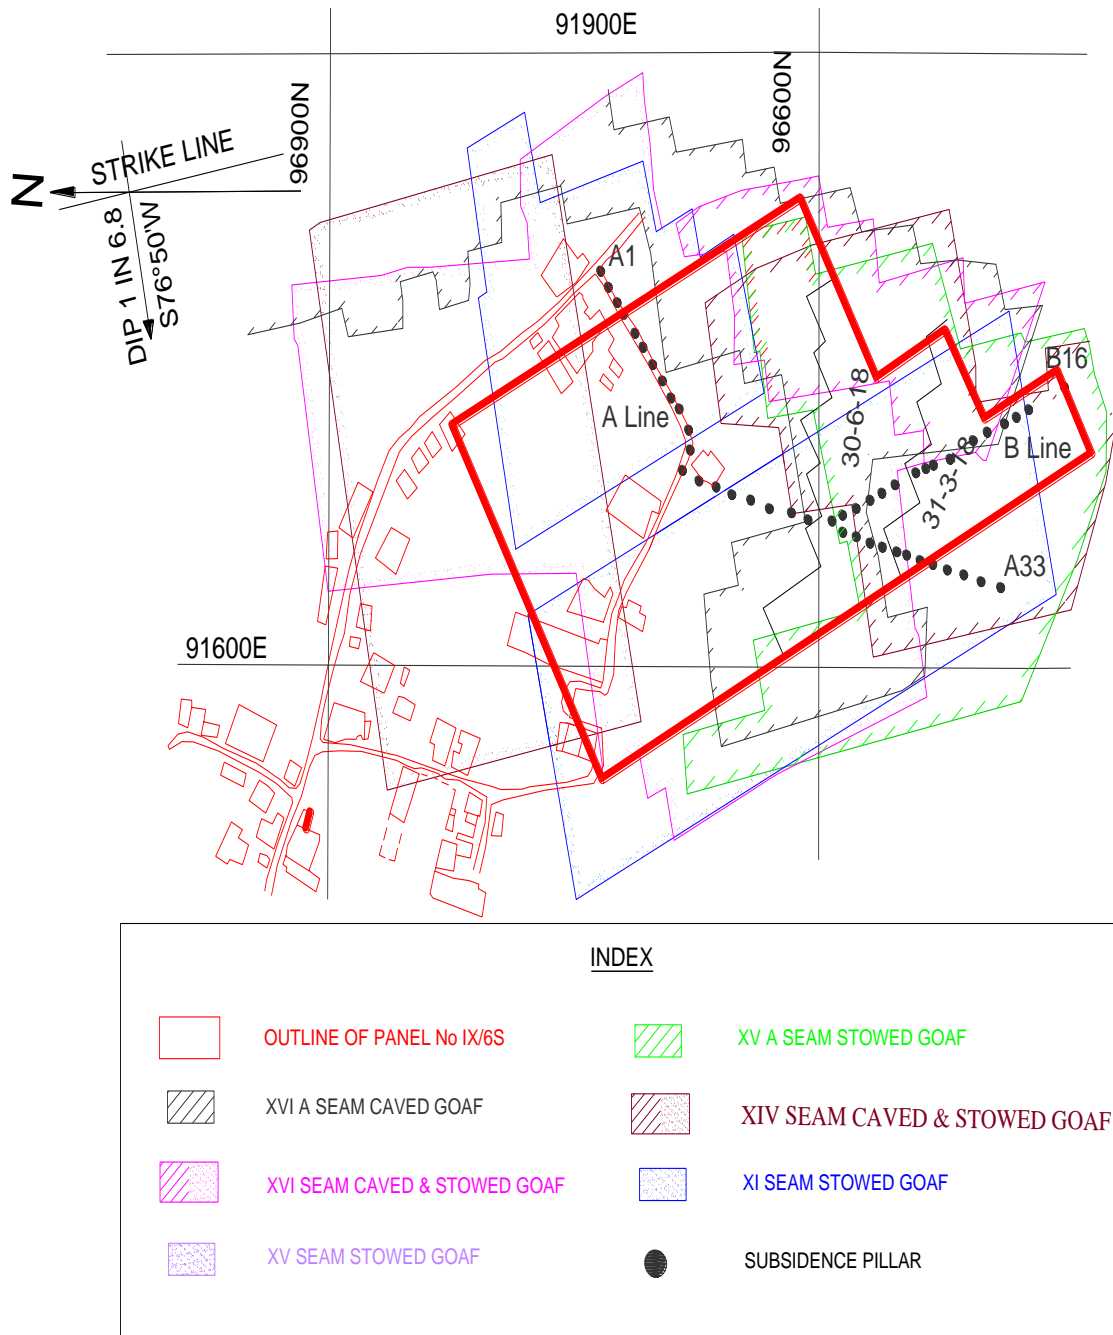 91900E
96900N
96600N
STRIKE LINE
N
DIP 1 IN 6.8
S76°50'W
A1
A Line
30-6-18
B16
B Line
31-3-18
A33
91600E
INDEX
OUTLINE OF PANEL No IX/6S
XV A SEAM STOWED GOAF
XVI A SEAM CAVED GOAF
XIV SEAM CAVED & STOWED GOAF
XVI SEAM CAVED & STOWED GOAF
XI SEAM STOWED GOAF
XV SEAM STOWED GOAF
SUBSIDENCE PILLAR